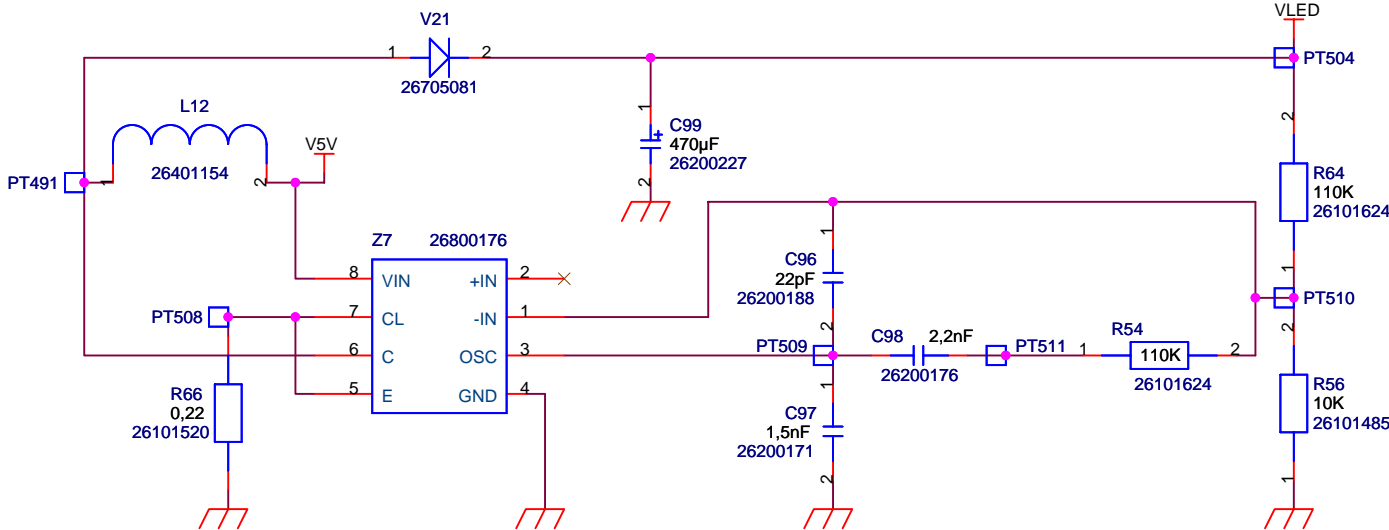 VLED
V21
1
2
PT504
26705081
L12
1
C99
470µF
26200227
2
2
V5V
26401154
PT491
1
2
R64
110K
26101624
1
Z7
26800176
1
C96
22pF
26200188
2
8
VIN
+IN
2
PT510
PT508
7
CL
-IN
1
2
C98
2,2nF
R54
PT509
PT511
6
C
OSC
3
1
110K
2
26200176
26101624
R66
0,22
26101520
5
E
GND
4
1
C97
1,5nF
26200171
2
R56
10K
26101485
1